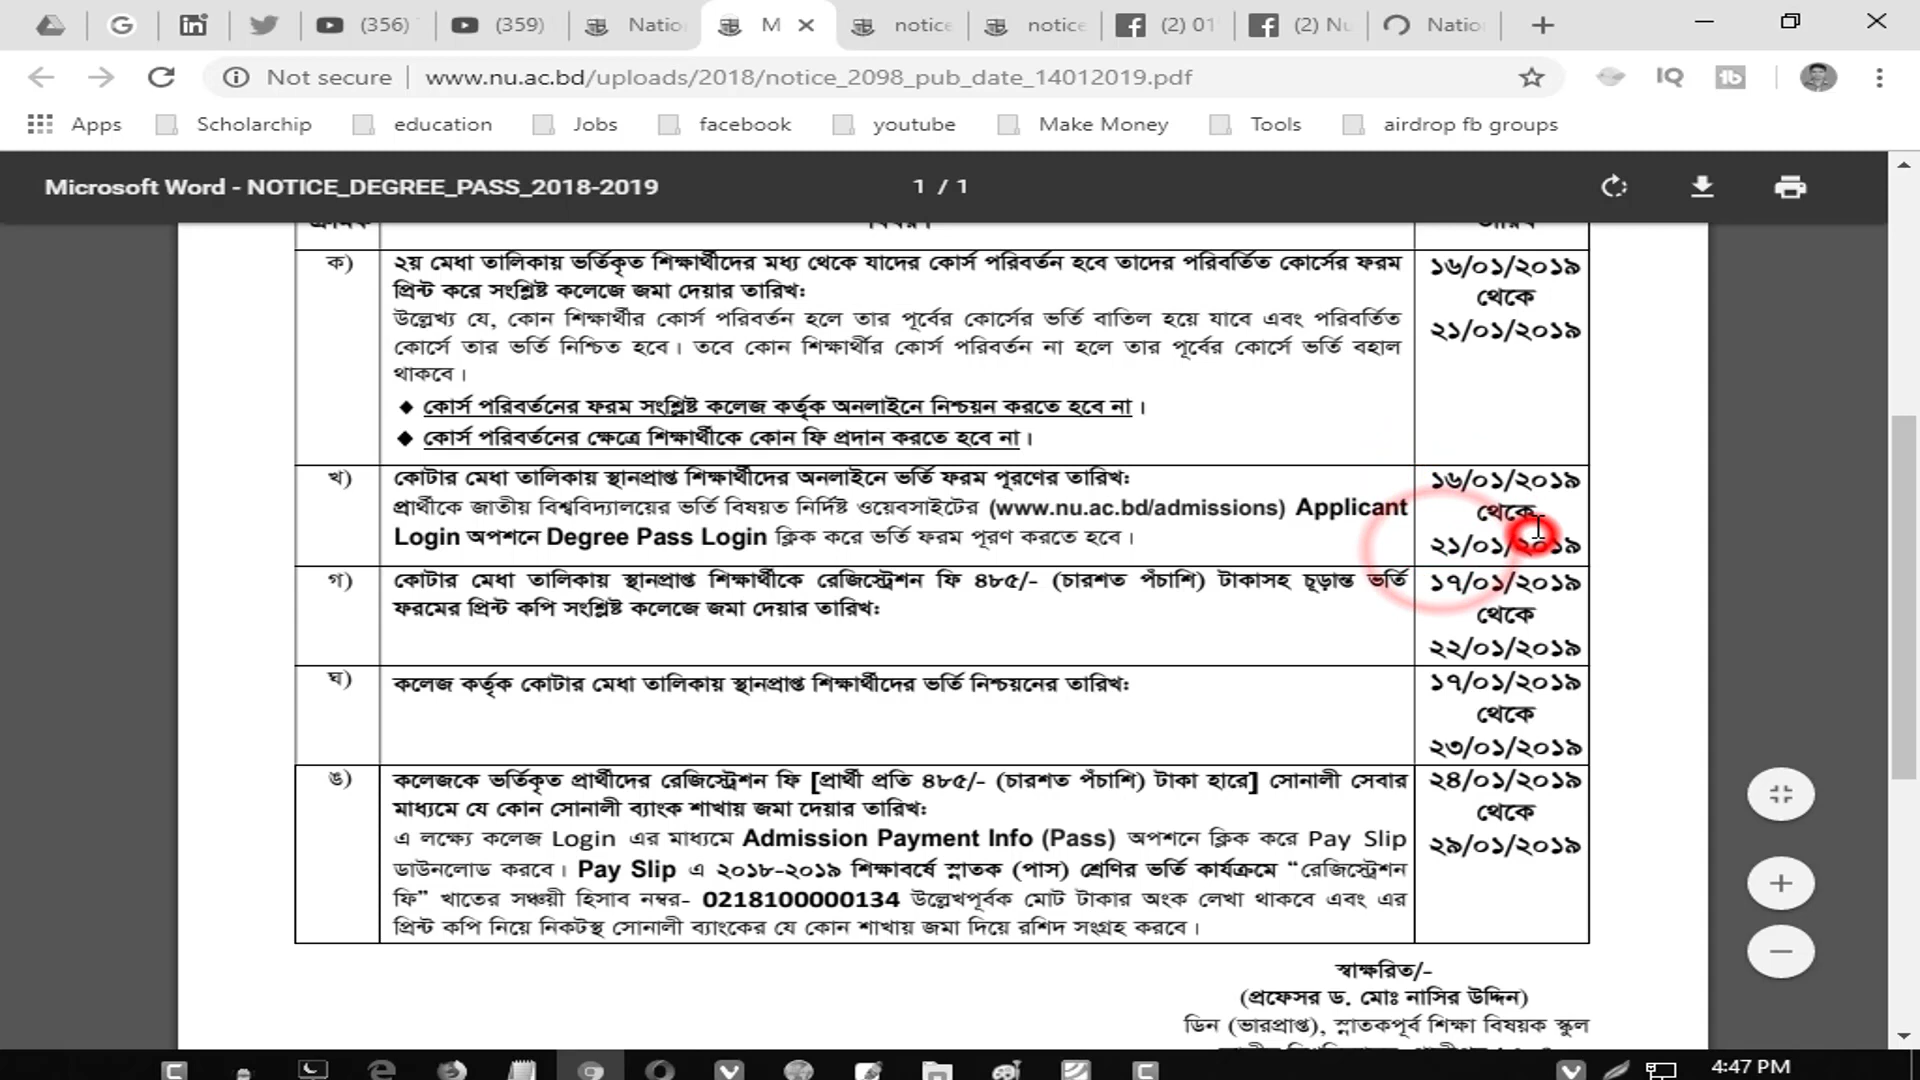 (356)
(359)
Natio
M
notice
notice
(2) 01
(2) Nu
Natio
Not secure
www.nu.ac.bd/uploads/2018/notice_2098_pub_date_14012019.pdf
IQ
Apps
Scholarchip
education
Jobs
facebook
youtube
Make Money
Tools
airdrop fb groups
Microsoft Word - NOTICE_DEGREE_PASS_2018-2019
1 / 1
ক)
২য় মেধা তালিকায় ভর্তিকৃত শিক্ষার্থীদের মধ্য থেকে যাদের কোর্স পরিবর্তন হবে তাদের পরিবর্তিত কোর্সের ফরম
প্রিন্ট করে সংশ্লিষ্ট কলেজে জমা দেয়ার তারিখঃ
উল্লেখ্য যে, কোন শিক্ষার্থীর কোর্স পরিবর্তন হলে তার পূর্বের কোর্সের ভর্তি বাতিল হয়ে যাবে এবং পরিবর্তিত
কোর্সে তার ভর্তি নিশ্চিত হবে। তবে কোন শিক্ষার্থীর কোর্স পরিবর্তন না হলে তার পূর্বের কোর্সে ভর্তি বহাল
থাকবে।
◆ কোর্স পরিবর্তনের ফরম সংশ্লিষ্ট কলেজ কর্তৃক অনলাইনে নিশ্চয়ন করতে হবে না।
◆ কোর্স পরিবর্তনের ক্ষেত্রে শিক্ষার্থীকে কোন ফি প্রদান করতে হবে না।
১৬/০১/২০১৯
থেকে
২১/০১/২০১৯
খ)
কোটার মেধা তালিকায় স্থানপ্রাপ্ত শিক্ষার্থীদের অনলাইনে ভর্তি ফরম পূরণের তারিখঃ
প্রার্থীকে জাতীয় বিশ্ববিদ্যালয়ের ভর্তি বিষয়ত নির্দিষ্ট ওয়েবসাইটের (www.nu.ac.bd/admissions) Applicant
Login অপশনে Degree Pass Login ক্লিক করে ভর্তি ফরম পূরণ করতে হবে।
১৬/০১/২০১৯
থেকে
২১/০১/২০১৯
গ)
কোটার মেধা তালিকায় স্থানপ্রাপ্ত শিক্ষার্থীকে রেজিস্ট্রেশন ফি ৪৮৫/- (চারশত পঁচাশি) টাকাসহ চূড়ান্ত ভর্তি
ফরমের প্রিন্ট কপি সংশ্লিষ্ট কলেজে জমা দেয়ার তারিখঃ
১৭/০১/২০১৯
থেকে
২২/০১/২০১৯
ঘ)
কলেজ কর্তৃক কোটার মেধা তালিকায় স্থানপ্রাপ্ত শিক্ষার্থীদের ভর্তি নিশ্চয়নের তারিখঃ
১৭/০১/২০১৯
থেকে
২৩/০১/২০১৯
ঙ)
কলেজকে ভর্তিকৃত প্রার্থীদের রেজিস্ট্রেশন ফি [প্রার্থী প্রতি ৪৮৫/- (চারশত পঁচাশি) টাকা হারে] সোনালী সেবার
মাধ্যমে যে কোন সোনালী ব্যাংক শাখায় জমা দেয়ার তারিখঃ
এ লক্ষ্যে কলেজ Login এর মাধ্যমে Admission Payment Info (Pass) অপশনে ক্লিক করে Pay Slip
ডাউনলোড করবে। Pay Slip এ ২০১৮-২০১৯ শিক্ষাবর্ষে স্নাতক (পাস) শ্রেণির ভর্তি কার্যক্রমে “রেজিস্ট্রেশন
ফি” খাতের সঞ্চয়ী হিসাব নম্বর- 0218100000134 উল্লেখপূর্বক মোট টাকার অংক লেখা থাকবে এবং এর
প্রিন্ট কপি নিয়ে নিকটস্থ সোনালী ব্যাংকের যে কোন শাখায় জমা দিয়ে রশিদ সংগ্রহ করবে।
২৪/০১/২০১৯
থেকে
২৯/০১/২০১৯
স্বাক্ষরিত/-
(প্রফেসর ড. মোঃ নাসির উদ্দিন)
ডিন (ভারপ্রাপ্ত), স্নাতকপূর্ব শিক্ষা বিষয়ক স্কুল
4:47 PM